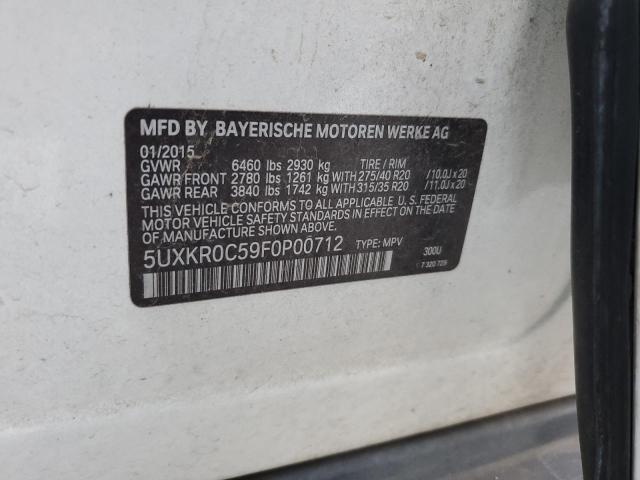 MFD BY BAYERISCHE MOTOREN WERKE AG
01/2015
GVWR 6460 lbs 2930 kg TIRE / RIM
GAWR FRONT 2780 lbs 1261 kg WITH 275/40 R20 /10.0J x 20
GAWR REAR 3840 lbs 1742 kg WITH 315/35 R20 /11.0J x 20
THIS VEHICLE CONFORMS TO ALL APPLICABLE U. S. FEDERAL
MOTOR VEHICLE SAFETY STANDARDS IN EFFECT ON THE
DATE OF MANUFACTURE SHOWN ABOVE.
5UXKR0C59F0P00712 TYPE: MPV 300U
7 320 729